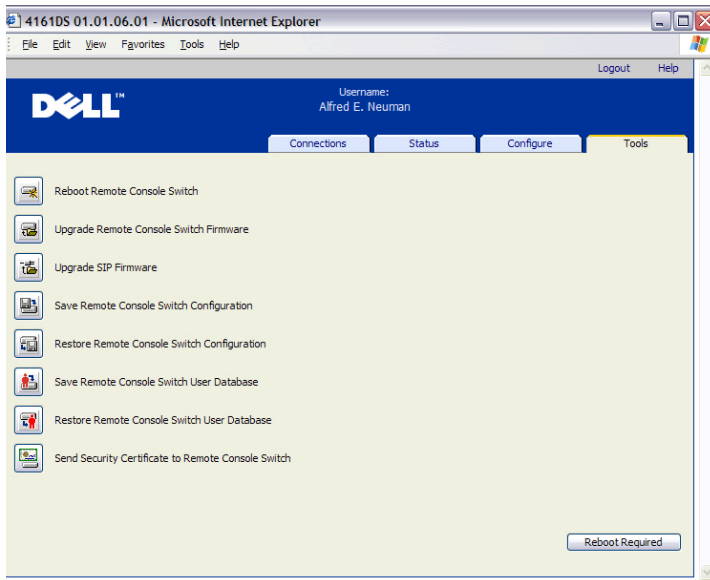 4161DS 01.01.06.01 - Microsoft Internet Explorer
File Edit View Favorites Tools Help
Logout Help
DELL™
Username:
Alfred E. Neuman
Connections Status Configure Tools
Reboot Remote Console Switch
Upgrade Remote Console Switch Firmware
Upgrade SIP Firmware
Save Remote Console Switch Configuration
Restore Remote Console Switch Configuration
Save Remote Console Switch User Database
Restore Remote Console Switch User Database
Send Security Certificate to Remote Console Switch
Reboot Required